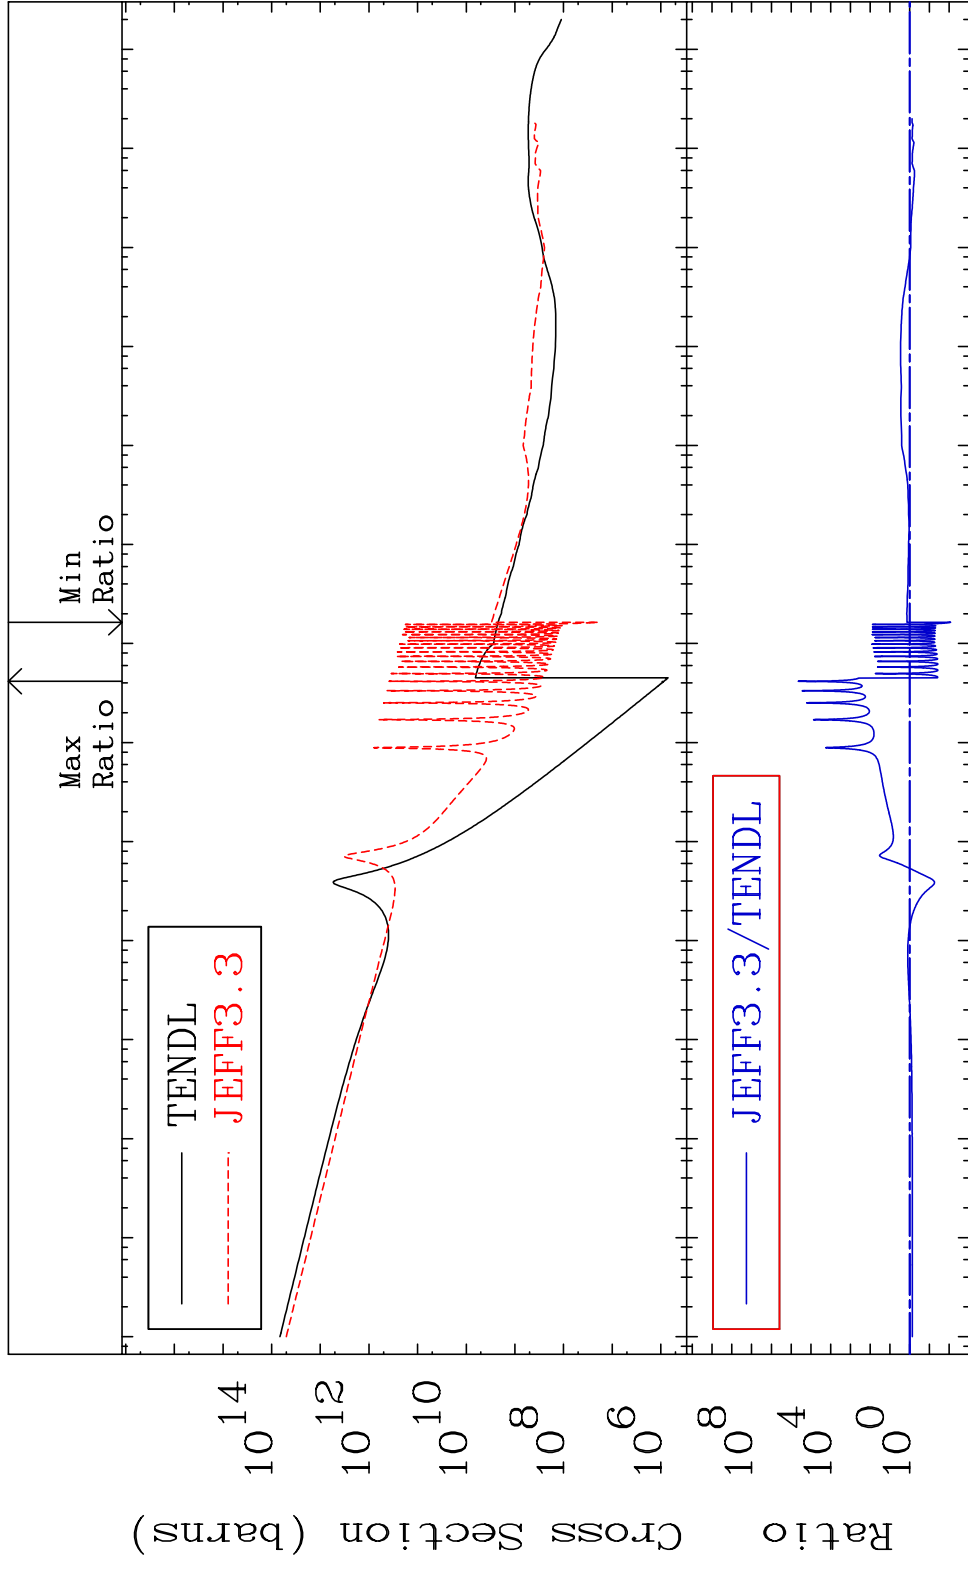 Max
Ratio
Min
Ratio
TENDL
JEFF3.3
10 14
10 12
10 10
10 8
10 6
Cross Section (barns)
JEFF3.3/TENDL
10 8
10 4
10 0
Ratio